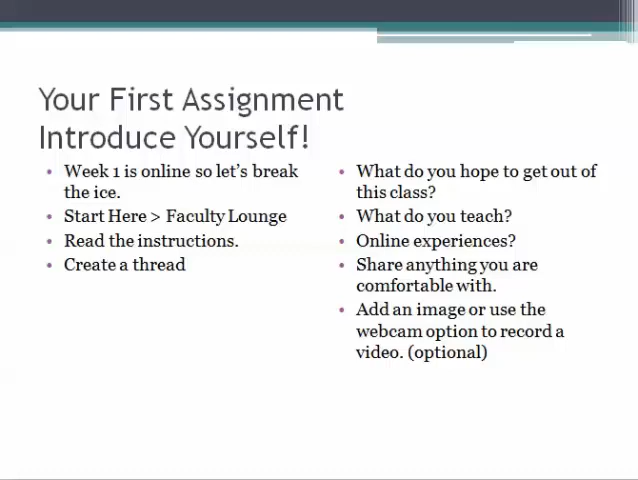 Your First Assignment
Introduce Yourself!
• Week 1 is online so let's break
the ice.
• Start Here > Faculty Lounge
• Read the instructions.
• Create a thread
• What do you hope to get out of
this class?
• What do you teach?
• Online experiences?
• Share anything you are
comfortable with.
• Add an image or use the
webcam option to record a
video. (optional)